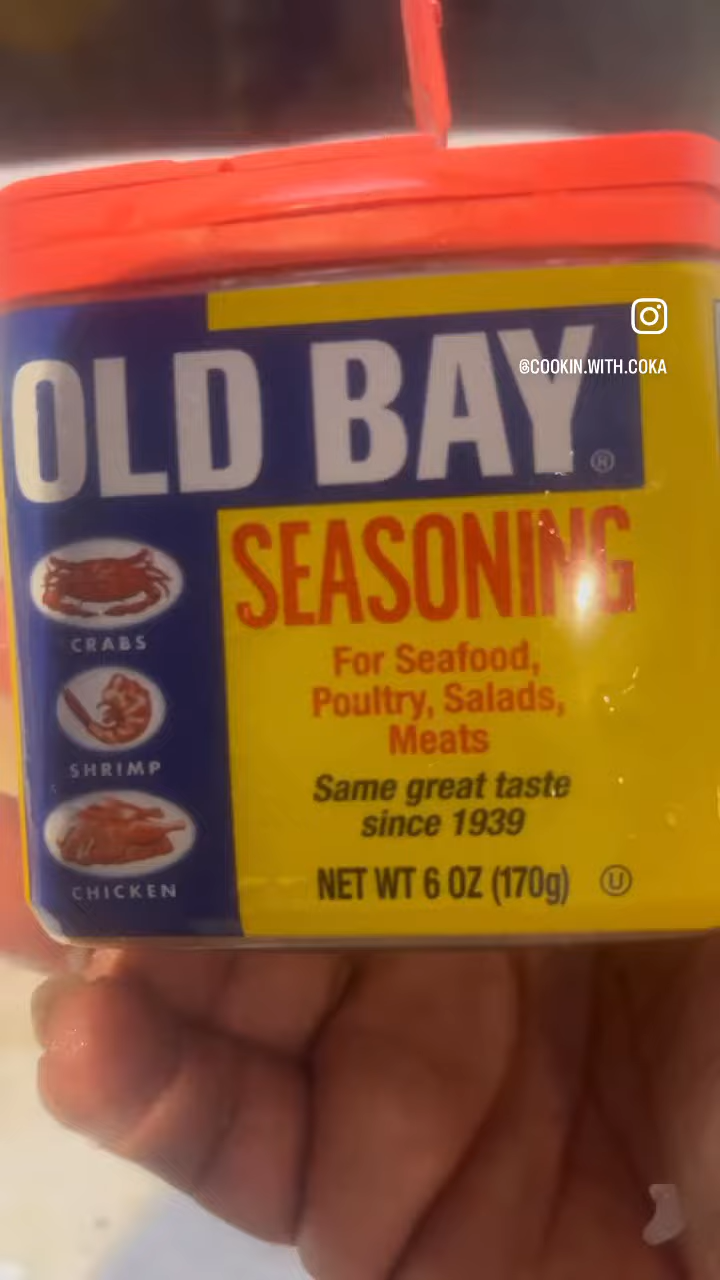 @COOKIN.WITH.COKA
OLD BAY®
SEASONING
For Seafood,
Poultry, Salads,
Meats
Same great taste
since 1939
NET WT 6 OZ (170g) Ⓤ
CRABS
SHRIMP
CHICKEN